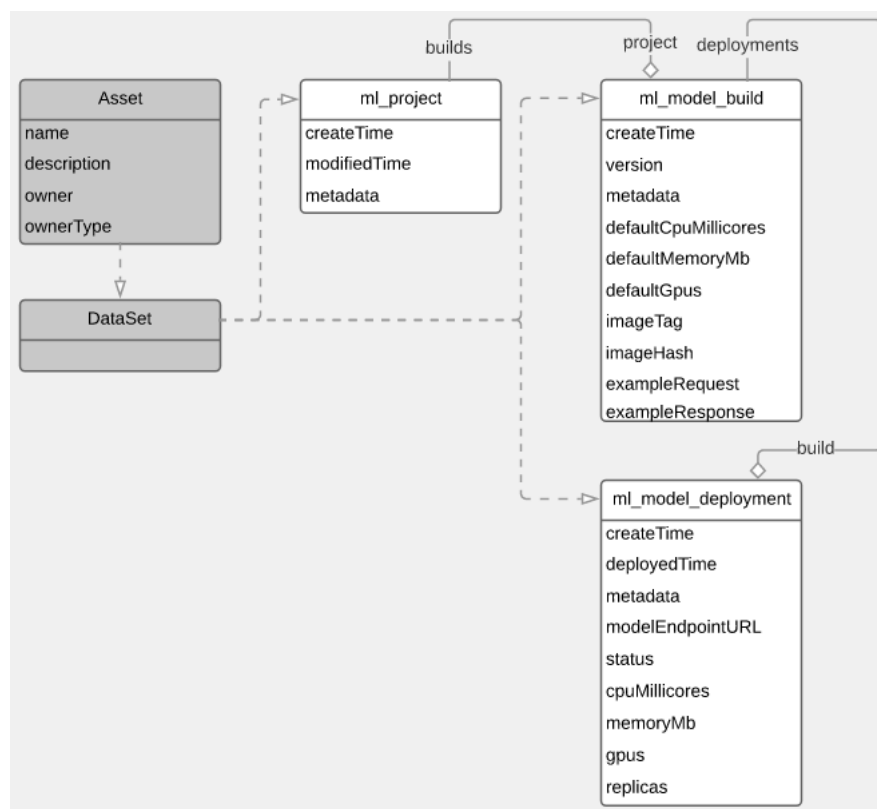 builds
project
deployments
Asset
name
description
owner
ownerType
DataSet
ml_project
createTime
modifiedTime
metadata
ml_model_build
createTime
version
metadata
defaultCpuMillicores
defaultMemoryMb
defaultGpus
imageTag
imageHash
exampleRequest
exampleResponse
build
ml_model_deployment
createTime
deployedTime
metadata
modelEndpointURL
status
cpuMillicores
memoryMb
gpus
replicas